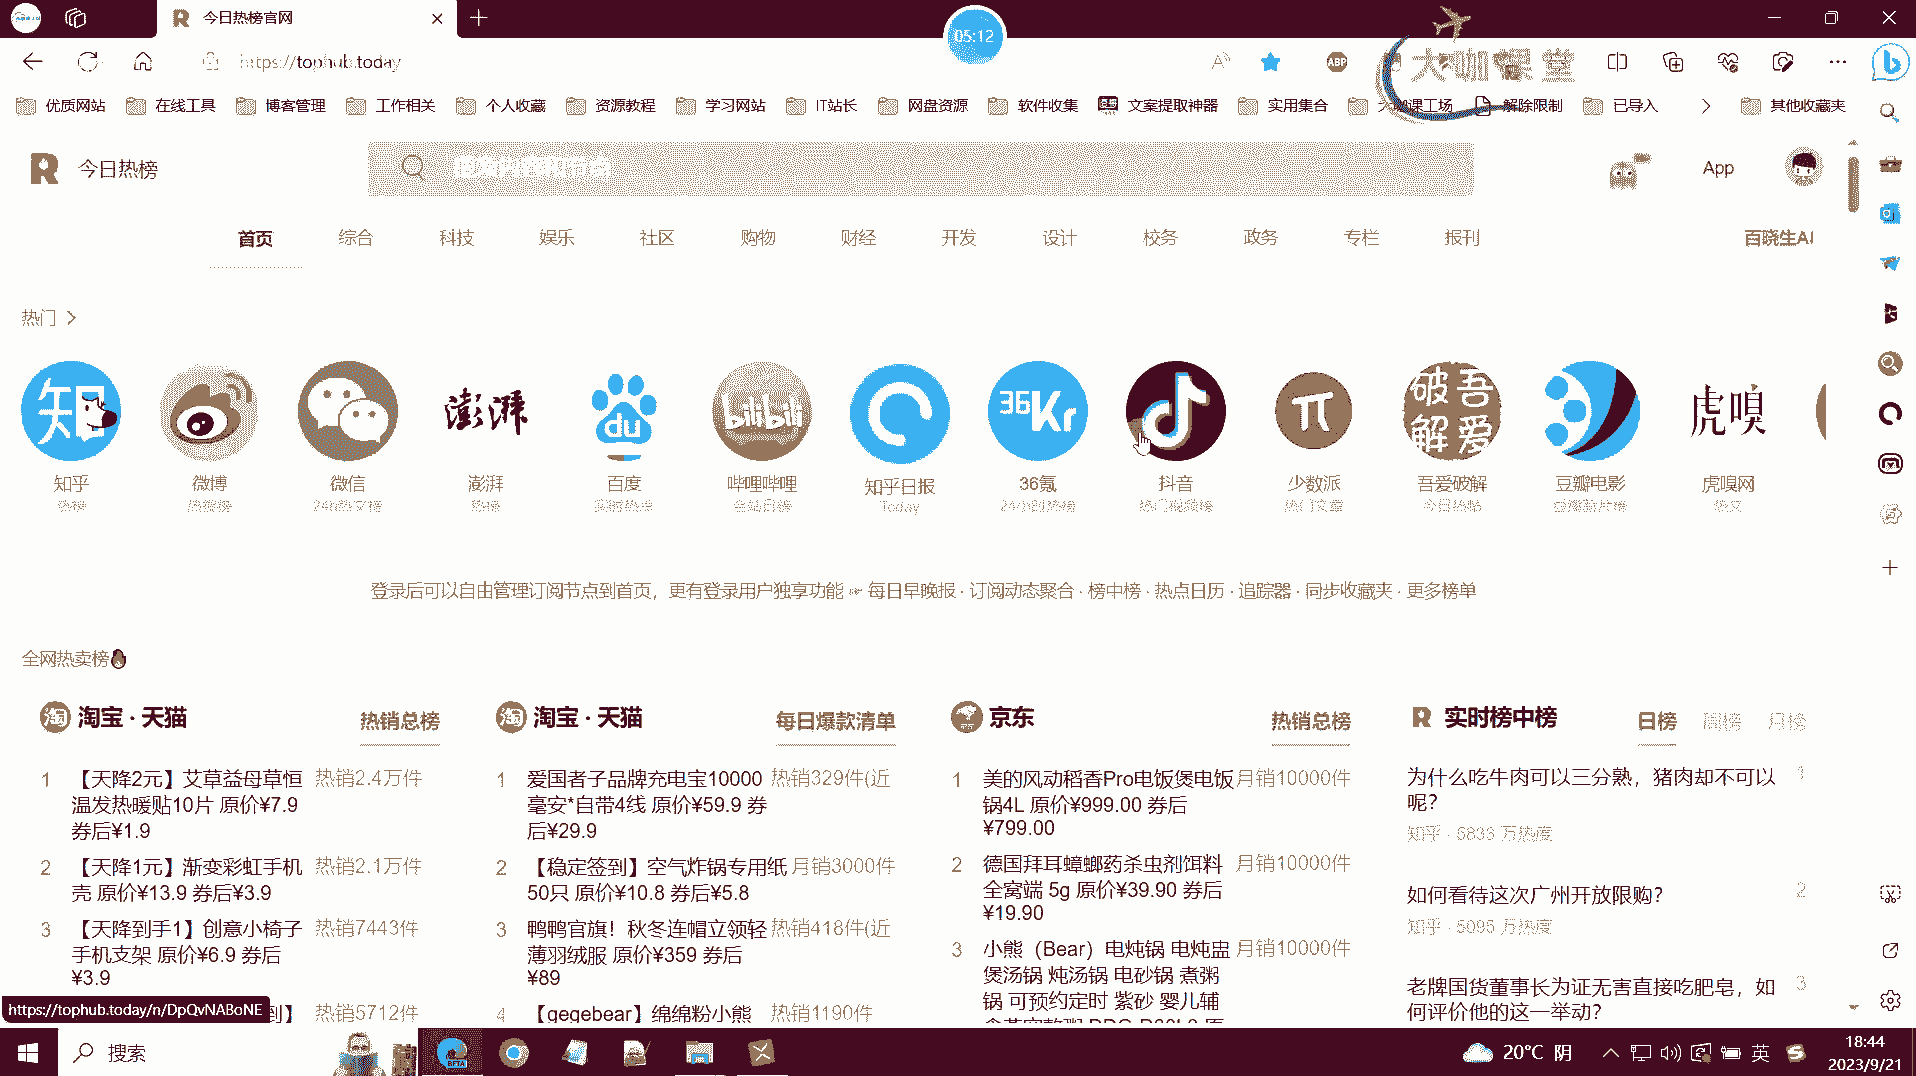 今日热榜官网
05:12
https://tophub.today
ABP
大咖课堂
优质网站 在线工具 博客管理 工作相关 个人收藏 资源教程 学习网站 IT站长 网盘资源 软件收集 文案提取神器 实用集合 解除限制 已导入 其他收藏夹
今日热榜
App
首页 综合 科技 娱乐 社区 购物 财经 开发 设计 校务 政务 专栏 报刊 百晓生AI
热门
知 澎湃 du bilibili 36Kr π 吾爱破解 虎嗅
知乎 微博 微信 澎湃 百度 哔哩哔哩 知乎日报 36氪 抖音 少数派 吾爱破解 豆瓣电影 虎嗅网
热榜 Today
登录后可以自由管理订阅节点到首页，更有登录用户独享功能 ☞ 每日早晚报 · 订阅动态聚合 · 榜中榜 · 热点日历 · 追踪器 · 同步收藏夹 · 更多榜单
全网热卖榜
淘 淘宝 · 天猫 热销总榜
1 【天降2元】艾草益母草恒 热销2.4万件
温发热暖贴10片 原价¥7.9
券后¥1.9
2 【天降1元】渐变彩虹手机 热销2.1万件
壳 原价¥13.9 券后¥3.9
3 【天降到手1】创意小椅子 热销7443件
手机支架 原价¥6.9 券后
¥3.9
到】 热销5712件
淘 淘宝 · 天猫 每日爆款清单
1 爱国者子品牌充电宝10000 热销329件(近
毫安*自带4线 原价¥59.9 券
后¥29.9
2 【稳定签到】空气炸锅专用纸 月销3000件
50只 原价¥10.8 券后¥5.8
3 鸭鸭官旗！秋冬连帽立领轻 热销418件(近
薄羽绒服 原价¥359 券后
¥89
4 【gegebear】绵绵粉小熊 热销1190件
京东 热销总榜
1 美的风动稻香Pro电饭煲电饭 月销10000件
锅4L 原价¥999.00 券后
¥799.00
2 德国拜耳蟑螂药杀虫剂饵料 月销10000件
全窝端 5g 原价¥39.90 券后
¥19.90
3 小熊（Bear）电炖锅 电炖盅 月销10000件
煲汤锅 炖汤锅 电砂锅 煮粥
锅 可预约定时 紫砂 婴儿辅
实时榜中榜 日榜 周榜 月榜
为什么吃牛肉可以三分熟，猪肉却不可以 1
呢？
如何看待这次广州开放限购？ 2
知乎 · 5095 万热度
老牌国货董事长为证无害直接吃肥皂，如 3
何评价他的这一举动？
https://tophub.today/n/DpQvNABoNE
搜索
BETA
20°C 阴
英
18:44
2023/9/21